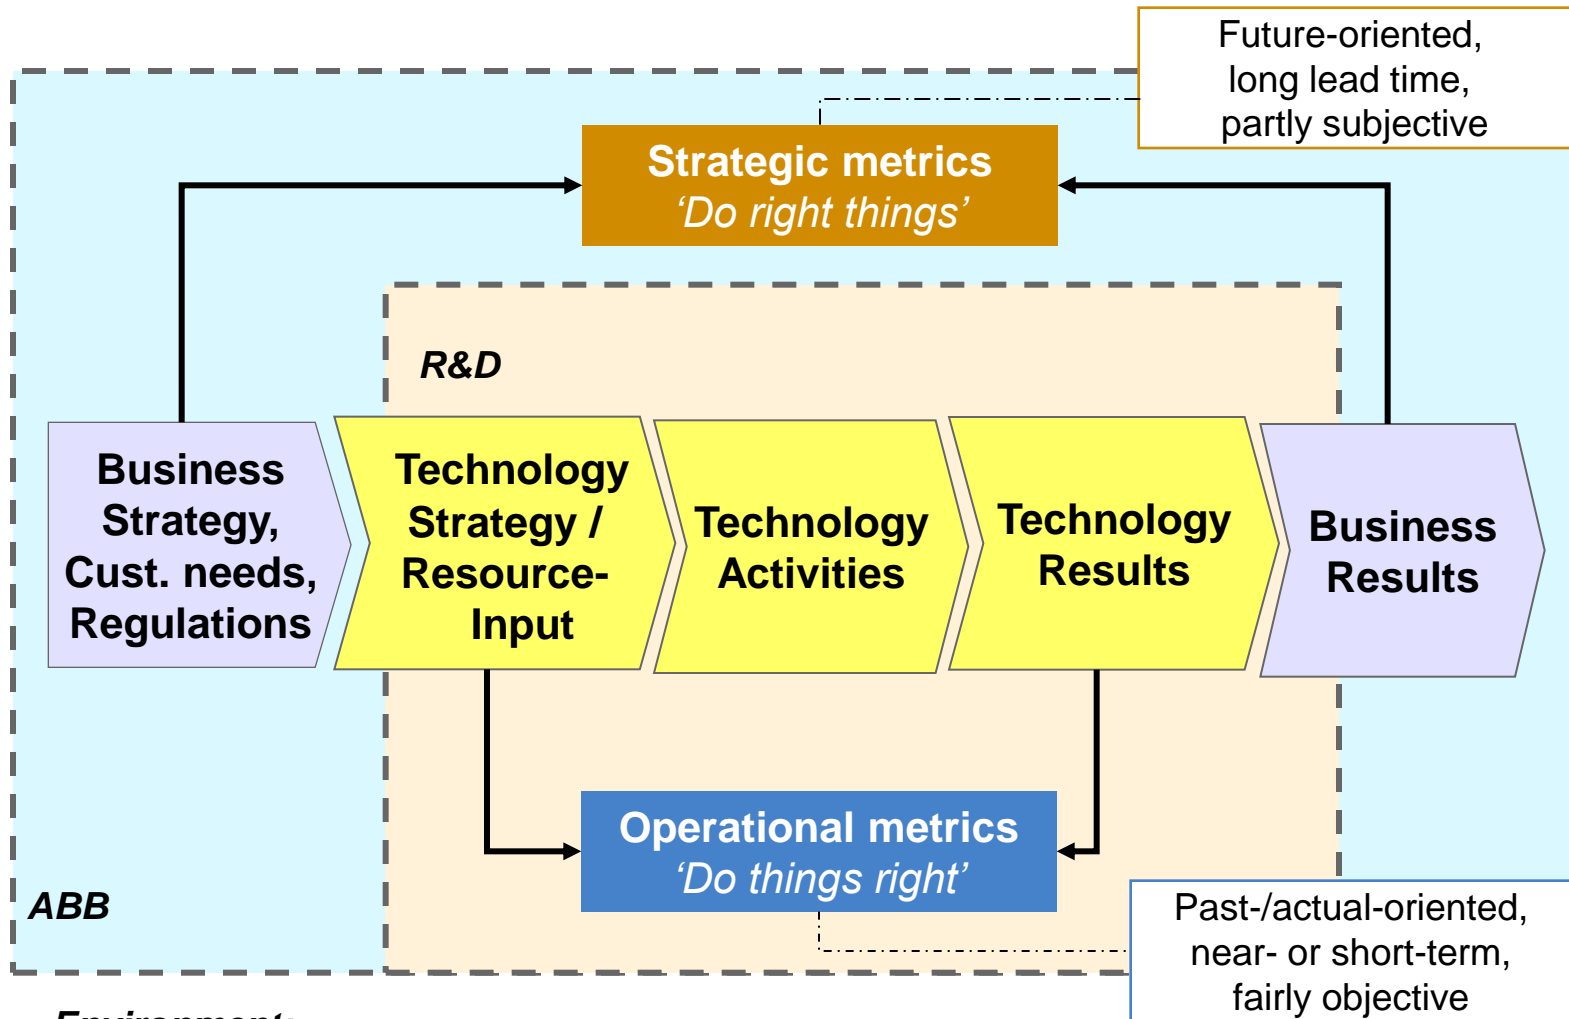 Future-oriented,
long lead time,
partly subjective
Strategic metrics
‘Do right things’
R&D
Business
Strategy,
Cust. needs,
Regulations
Technology
Strategy /
Resource-
Input
Technology
Activities
Technology
Results
Business
Results
Operational metrics
‘Do things right’
ABB
Past-/actual-oriented,
near- or short-term,
fairly objective